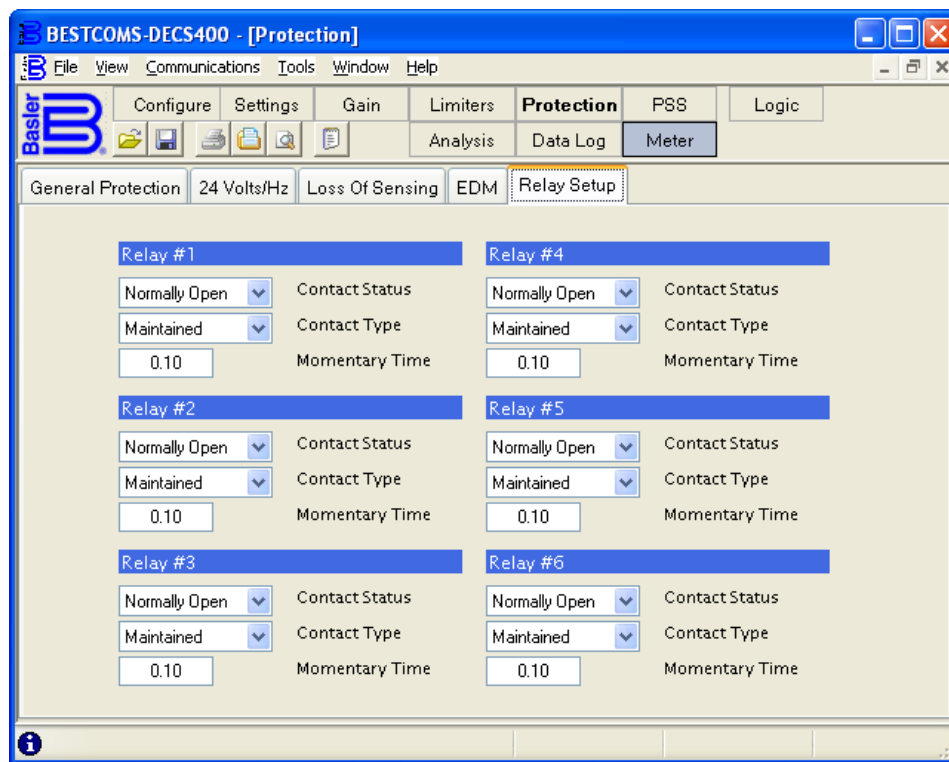 BESTCOMS-DECS400 - [Protection]
File View Communications Tools Window Help
Basler
Configure Settings Gain Limiters Protection PSS Logic
Analysis Data Log Meter
General Protection 24 Volts/Hz Loss Of Sensing EDM Relay Setup
Relay #1
Normally Open Contact Status
Maintained Contact Type
0.10 Momentary Time
Relay #2
Normally Open Contact Status
Maintained Contact Type
0.10 Momentary Time
Relay #3
Normally Open Contact Status
Maintained Contact Type
0.10 Momentary Time
Relay #4
Normally Open Contact Status
Maintained Contact Type
0.10 Momentary Time
Relay #5
Normally Open Contact Status
Maintained Contact Type
0.10 Momentary Time
Relay #6
Normally Open Contact Status
Maintained Contact Type
0.10 Momentary Time